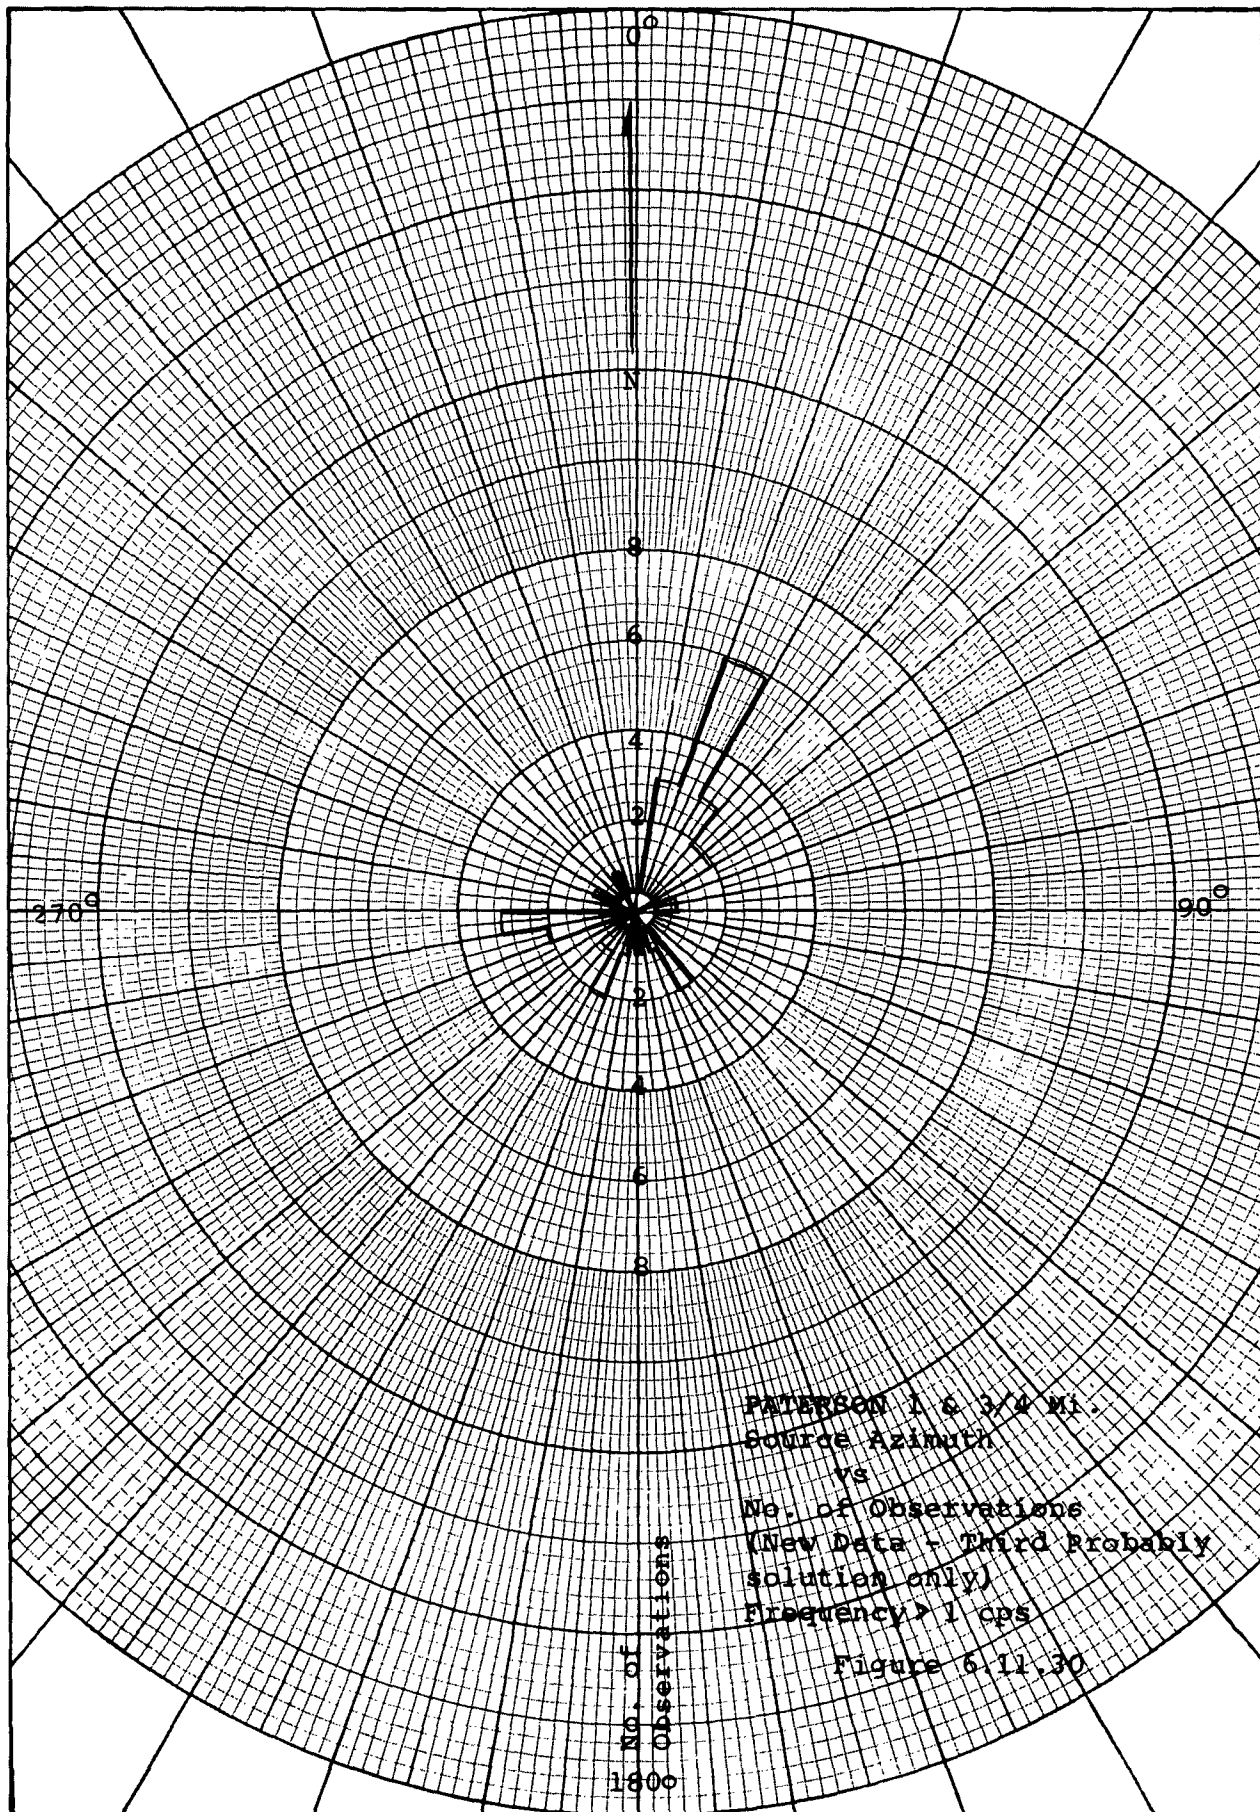 0°
N
8
6
4
2
270°
90°
2
4
6
8
PATERSON 1 & 3/4 Mi.
Source Azimuth
vs
No. of Observations
(New Data - Third Probably
solution only)
Frequency > 1 cps
Figure 6.11.30
No. of
Observations
180°